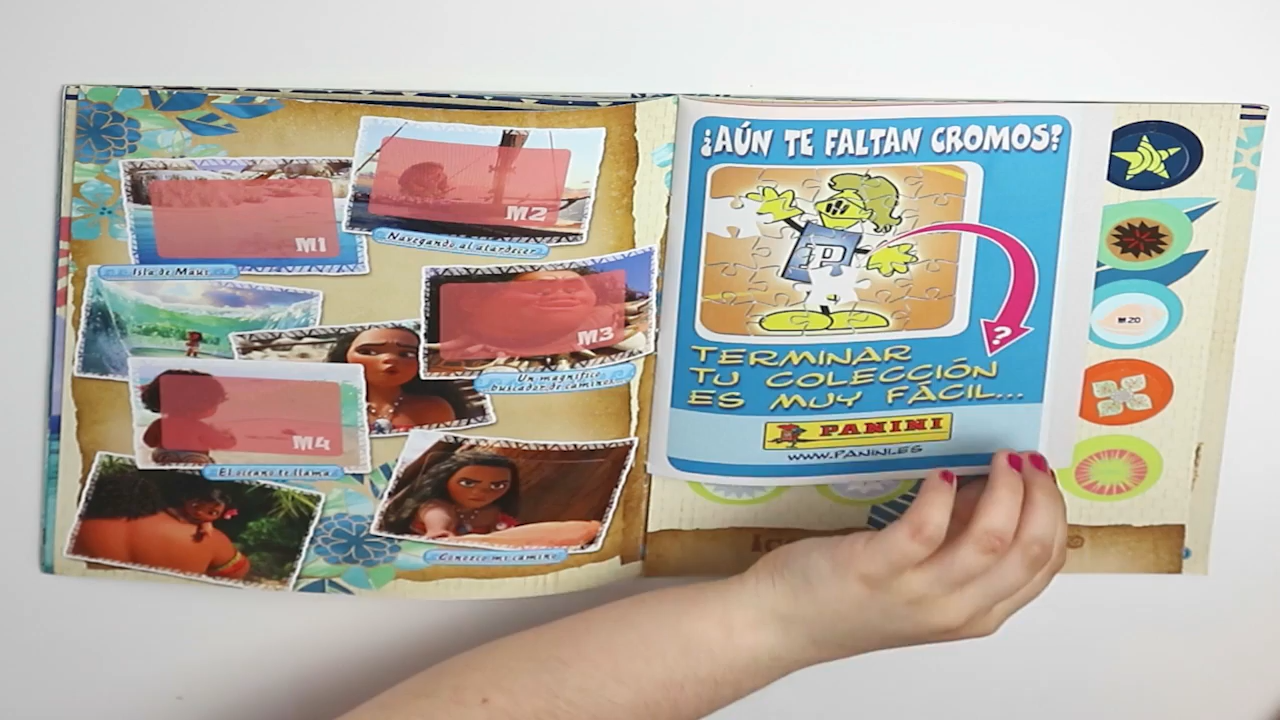 M1
Isla de Maui
M2
Navegando al atardecer
M3
Un magnífico
buscador de caminos
M4
El océano te llama
Conozco mi camino
¿AÚN TE FALTAN CROMOS?
P
?
TERMINAR
TU COLECCIÓN
ES MUY FÁCIL...
PANINI
WWW.PANINI.ES
M20